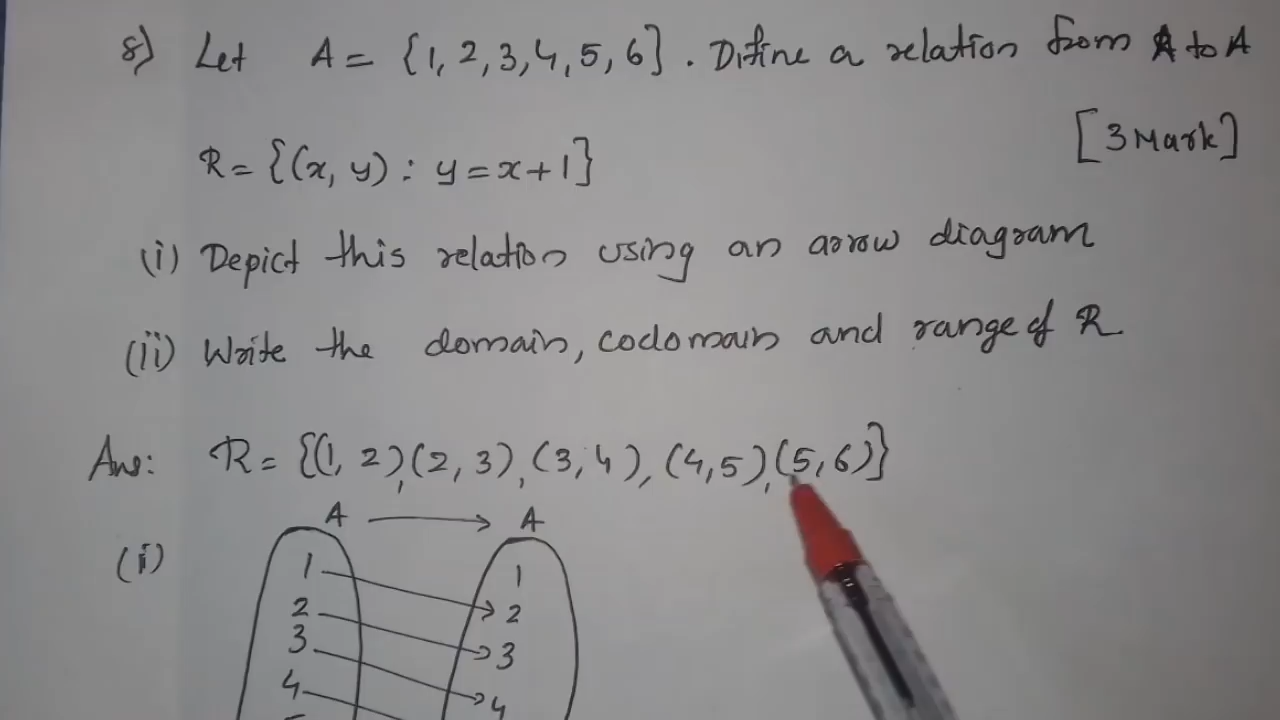 8) Let A = {1, 2, 3, 4, 5, 6}. Difine a relation from A to A
R = {(x, y) : y = x + 1}
[3 Mark]
(i) Depict this relation using an arrow diagram
(ii) Write the domain, codomain and range of R
Ans: R = {(1, 2), (2, 3), (3, 4), (4, 5), (5, 6)}
A → A
(i)
1 1
2 2
3 3
4 4